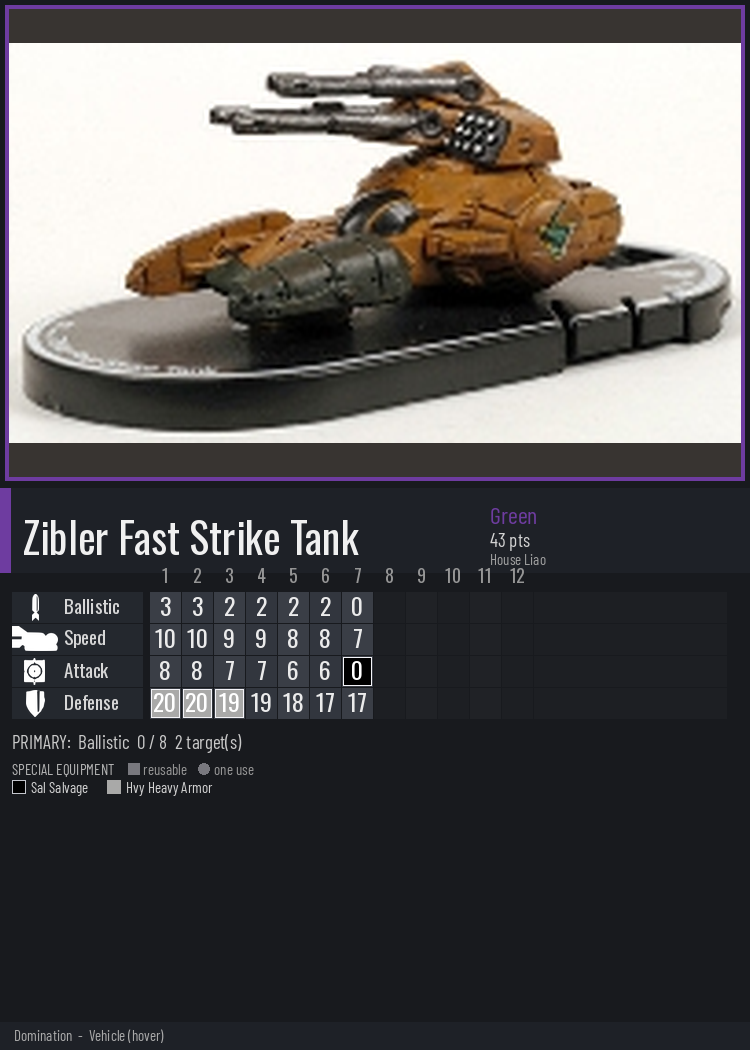 Tank
Zibler Fast Strike Tank
Green
43 pts
House Liao
1 2 3 4 5 6 7 8 9 10 11 12
Ballistic 3 3 2 2 2 2 0
Speed 10 10 9 9 8 8 7
Attack 8 8 7 7 6 6 0
Defense 20 20 19 19 18 17 17
PRIMARY: Ballistic 0 / 8 2 target(s)
SPECIAL EQUIPMENT reusable one use
Sal Salvage Hvy Heavy Armor
Domination - Vehicle (hover)